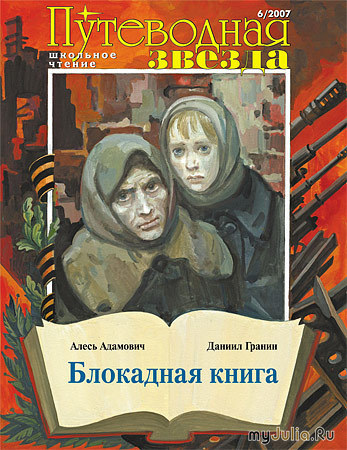 6/2007
Путеводная
школьное звезда
чтение
Алесь Адамович Даниил Гранин
Блокадная книга
myJulia.Ru